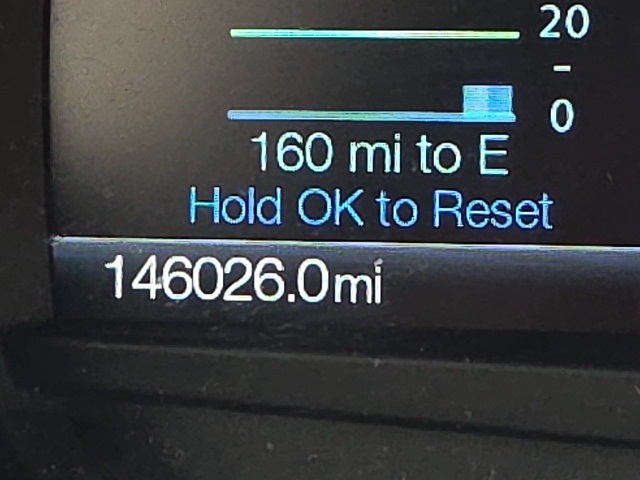 20
-
0
160 mi to E
Hold OK to Reset
146026.0mi